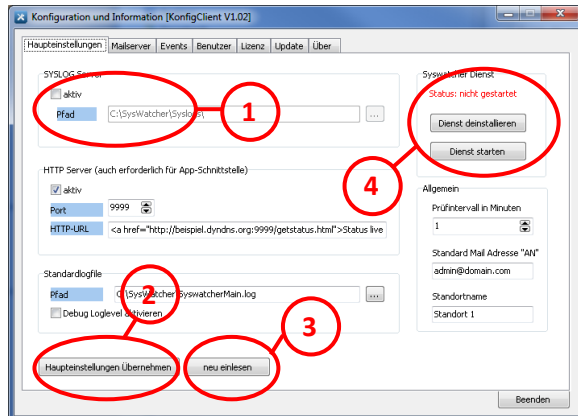 Konfiguration und Information [KonfigClient V1.02]
Haupteinstellungen Mailserver Events Benutzer Lizenz Update Über
SYSLOG Server
aktiv
Pfad C:\SysWatcher\Syslogs\ ...
1
HTTP Server (auch erforderlich für App-Schnittstelle)
aktiv
Port 9999
HTTP-URL <a href="http://beispiel.dyndns.org:9999/getstatus.html">Status live
Standardlogfile
Pfad C:\SysWatcher\SyswatcherMain.log ...
Debug Loglevel aktivieren
2
3
Haupteinstellungen Übernehmen neu einlesen
Syswatcher Dienst
Status: nicht gestartet
Dienst deinstallieren
Dienst starten
4
Allgemein
Prüfintervall in Minuten
1
Standard Mail Adresse "AN"
admin@domain.com
Standortname
Standort 1
Beenden